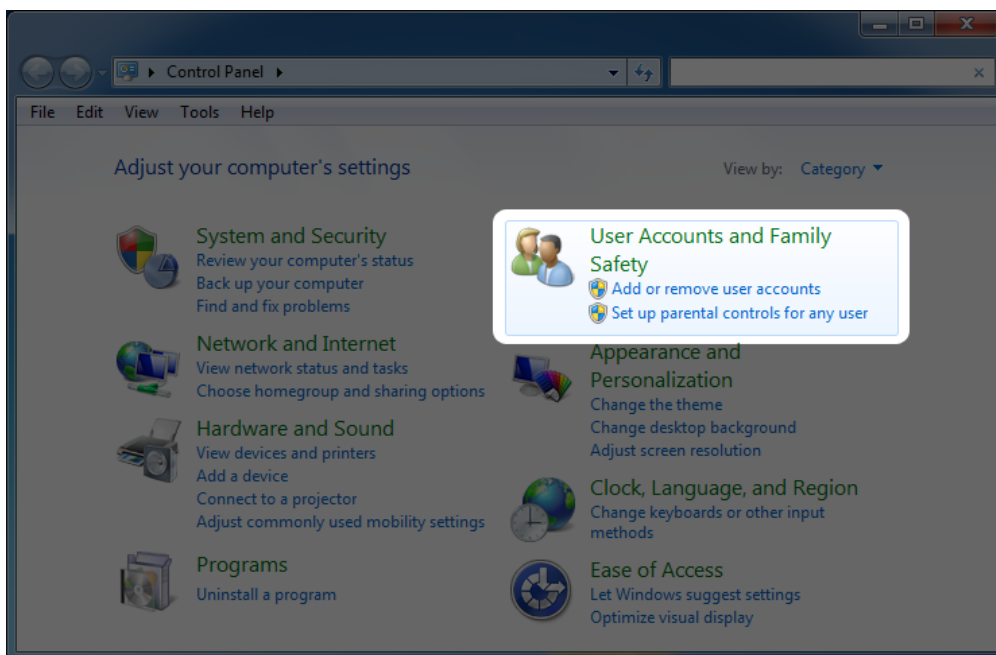 Control Panel
File Edit View Tools Help
Adjust your computer's settings
View by: Category
System and Security
Review your computer's status
Back up your computer
Find and fix problems
Network and Internet
View network status and tasks
Choose homegroup and sharing options
Hardware and Sound
View devices and printers
Add a device
Connect to a projector
Adjust commonly used mobility settings
Programs
Uninstall a program
User Accounts and Family
Safety
Add or remove user accounts
Set up parental controls for any user
Appearance and
Personalization
Change the theme
Change desktop background
Adjust screen resolution
Clock, Language, and Region
Change keyboards or other input
methods
Ease of Access
Let Windows suggest settings
Optimize visual display